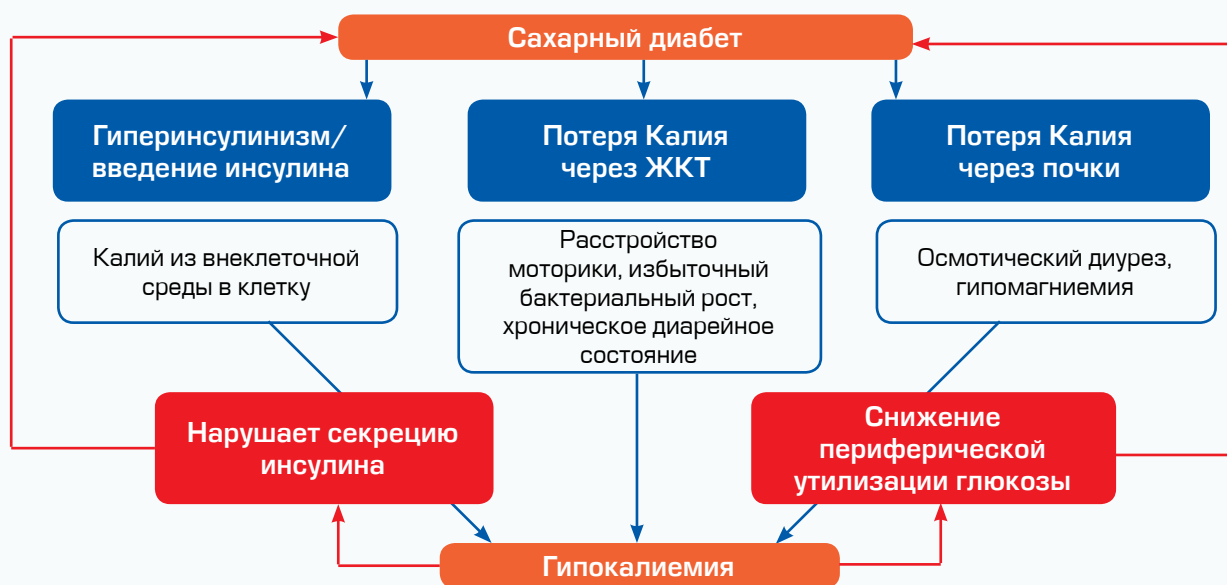 Сахарный диабет
Гиперинсулинизм/
введение инсулина
Потеря Калия
через ЖКТ
Потеря Калия
через почки
Калий из внеклеточной
среды в клетку
Расстройство
моторики, избыточный
бактериальный рост,
хроническое диарейное
состояние
Осмотический диурез,
гипомагниемия
Нарушает секрецию
инсулина
Снижение
периферической
утилизации глюкозы
Гипокалиемия